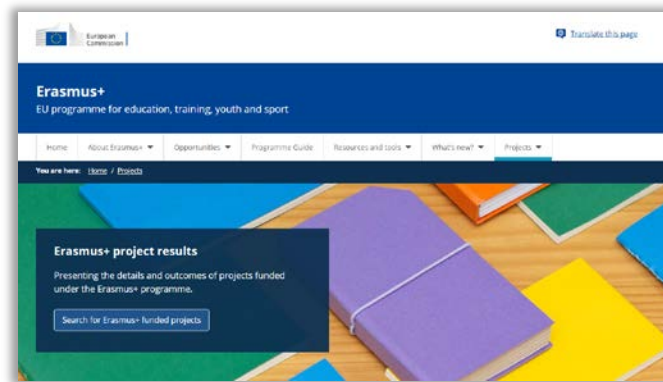 European
Commission
Translate this page
Erasmus+
EU programme for education, training, youth and sport
Home About Erasmus+ Opportunities Programme Guide Resources and tools What's new? Projects
You are here: Home / Projects
Erasmus+ project results
Presenting the details and outcomes of projects funded
under the Erasmus+ programme.
Search for Erasmus+ funded projects